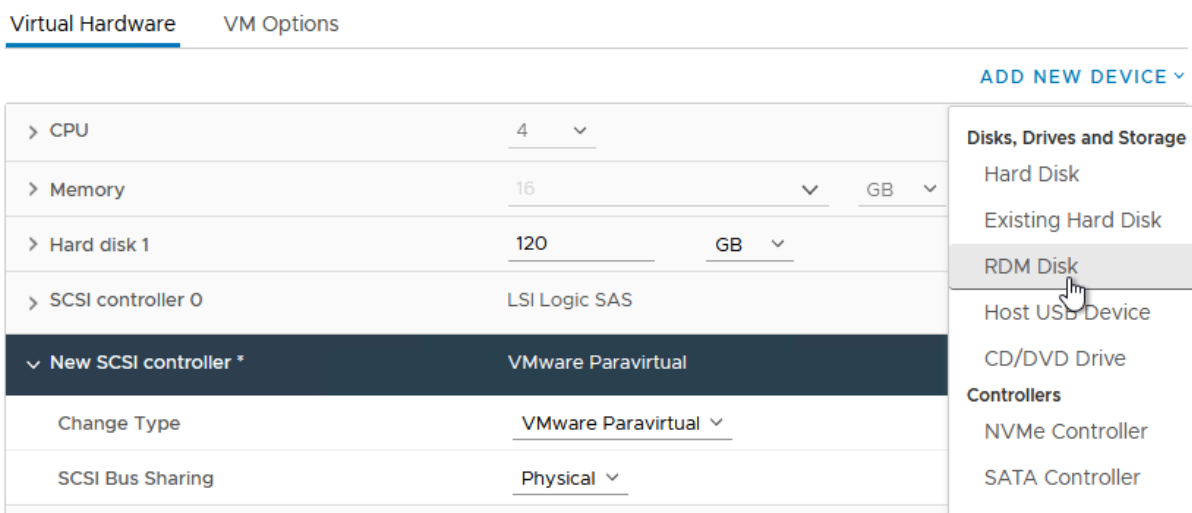 Virtual Hardware VM Options
ADD NEW DEVICE
CPU 4
Memory 16 GB
Hard disk 1 120 GB
SCSI controller 0 LSI Logic SAS
New SCSI controller * VMware Paravirtual
Change Type VMware Paravirtual
SCSI Bus Sharing Physical
Disks, Drives and Storage
Hard Disk
Existing Hard Disk
RDM Disk
Host USB Device
CD/DVD Drive
Controllers
NVMe Controller
SATA Controller